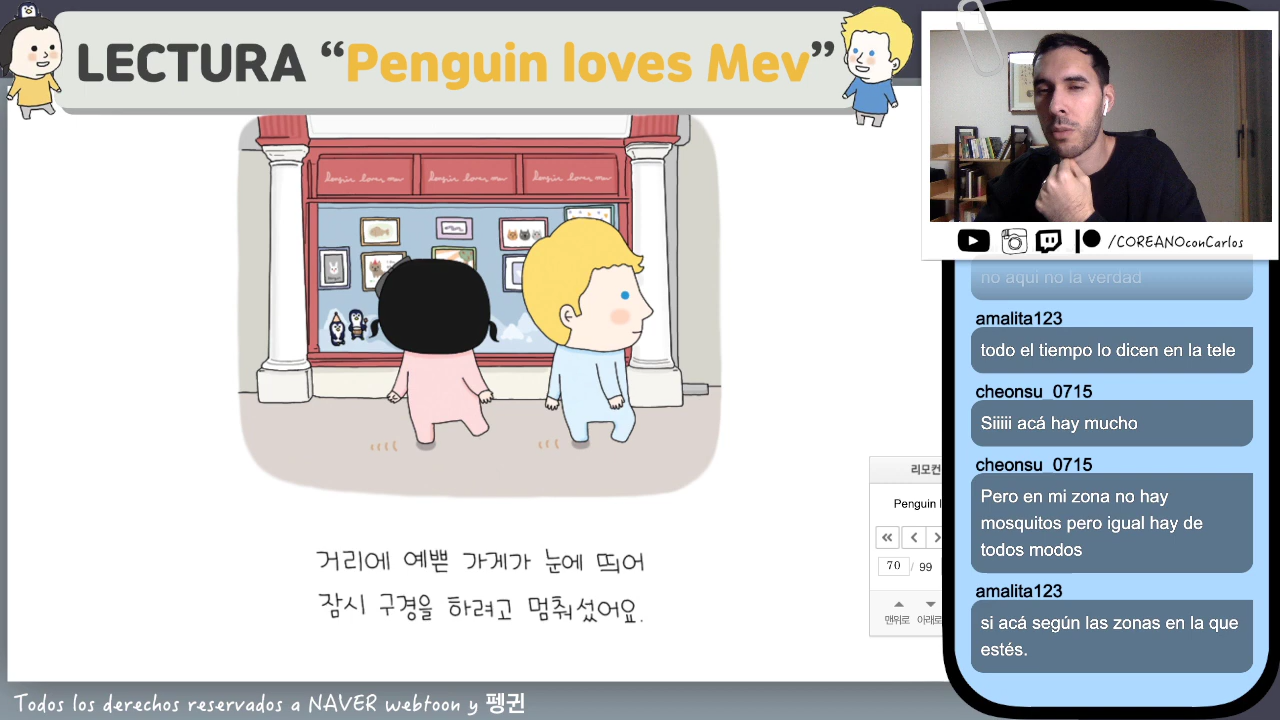 LECTURA “Penguin loves Mev”
penguin loves mev penguin loves mev penguin loves mev
거리에 예쁜 가게가 눈에 띄어
잠시 구경을 하려고 멈춰섰어요.
리모컨
Penguin l
70 / 99
맨위로 아래로
/COREANOconCarlos
no aquí no la verdad
amalita123
todo el tiempo lo dicen en la tele
cheonsu_0715
Siiiii acá hay mucho
cheonsu_0715
Pero en mi zona no hay
mosquitos pero igual hay de
todos modos
amalita123
si acá según las zonas en la que
estés.
Todos los derechos reservados a NAVER webtoon y 펭귄